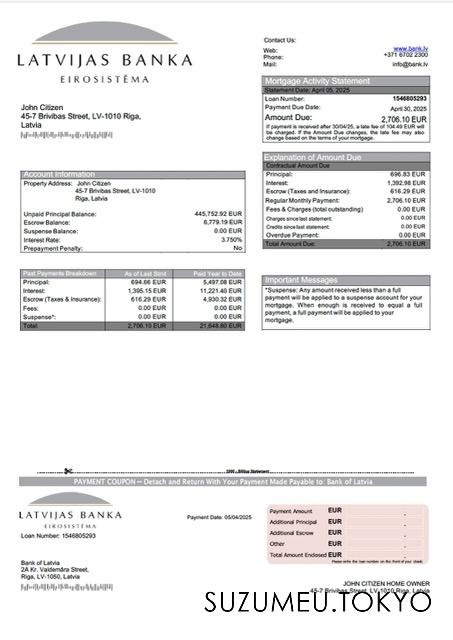 LATVIJAS BANKA
EIROSISTĒMA
Contact Us:
Web: www.bank.lv
Phone: +371 6702 2300
Mail: info@bank.lv
John Citizen
45-7 Brivibas Street, LV-1010 Riga,
Latvia
Mortgage Activity Statement
Statement Date: April 05, 2025
Loan Number: 1546805293
Payment Due Date: April 30, 2025
Amount Due: 2,706.10 EUR
If payment is received after 30/04/25, a late fee of 104.49 EUR will
be charged. If the Amount Due changes, the late fee may also
change based on the terms of your mortgage.
Account Information
Property Address: John Citizen
45-7 Brivibas Street, LV-1010
Riga, Latvia
Unpaid Principal Balance: 445,752.92 EUR
Escrow Balance: 6,779.19 EUR
Suspense Balance: 0.00 EUR
Interest Rate: 3.750%
Prepayment Penalty: No
Explanation of Amount Due
Contractual Amount Due
Principal: 696.83 EUR
Interest: 1,392.98 EUR
Escrow (Taxes and Insurance): 616.29 EUR
Regular Monthly Payment: 2,706.10 EUR
Fees & Charges (total outstanding) 0.00 EUR
Charges since last statement: 0.00 EUR
Credits since last statement: 0.00 EUR
Overdue Payment: 0.00 EUR
Total Amount Due: 2,706.10 EUR
Past Payments Breakdown As of Last Stmt Paid Year to Date
Principal: 694.66 EUR 5,497.08 EUR
Interest: 1,395.15 EUR 11,221.40 EUR
Escrow (Taxes & Insurance): 616.29 EUR 4,930.32 EUR
Fees: 0.00 EUR 0.00 EUR
Suspense*: 0.00 EUR 0.00 EUR
Total: 2,706.10 EUR 21,648.80 EUR
Important Messages
*Suspense: Any amount received less than a full
payment will be applied to a suspense account for your
mortgage. When enough is received to equal a full
payment, a full payment will be applied to your
mortgage.
PAYMENT COUPON – Detach and Return With Your Payment Made Payable to: Bank of Latvia
LATVIJAS BANKA
EIROSISTĒMA
Loan Number: 1546805293
Payment Date: 05/04/2025
Payment Amount EUR
Additional Principal EUR
Additional Escrow EUR
Other EUR
Total Amount Enclosed EUR
Please write the loan number on the front of your check
Bank of Latvia
2A Kr. Valdemāra Street,
Riga, LV-1050, Latvia
JOHN CITIZEN HOME OWNER
45-7 Brivibas Street, LV-1010 Riga, Latvia
SUZUMEU.TOKYO